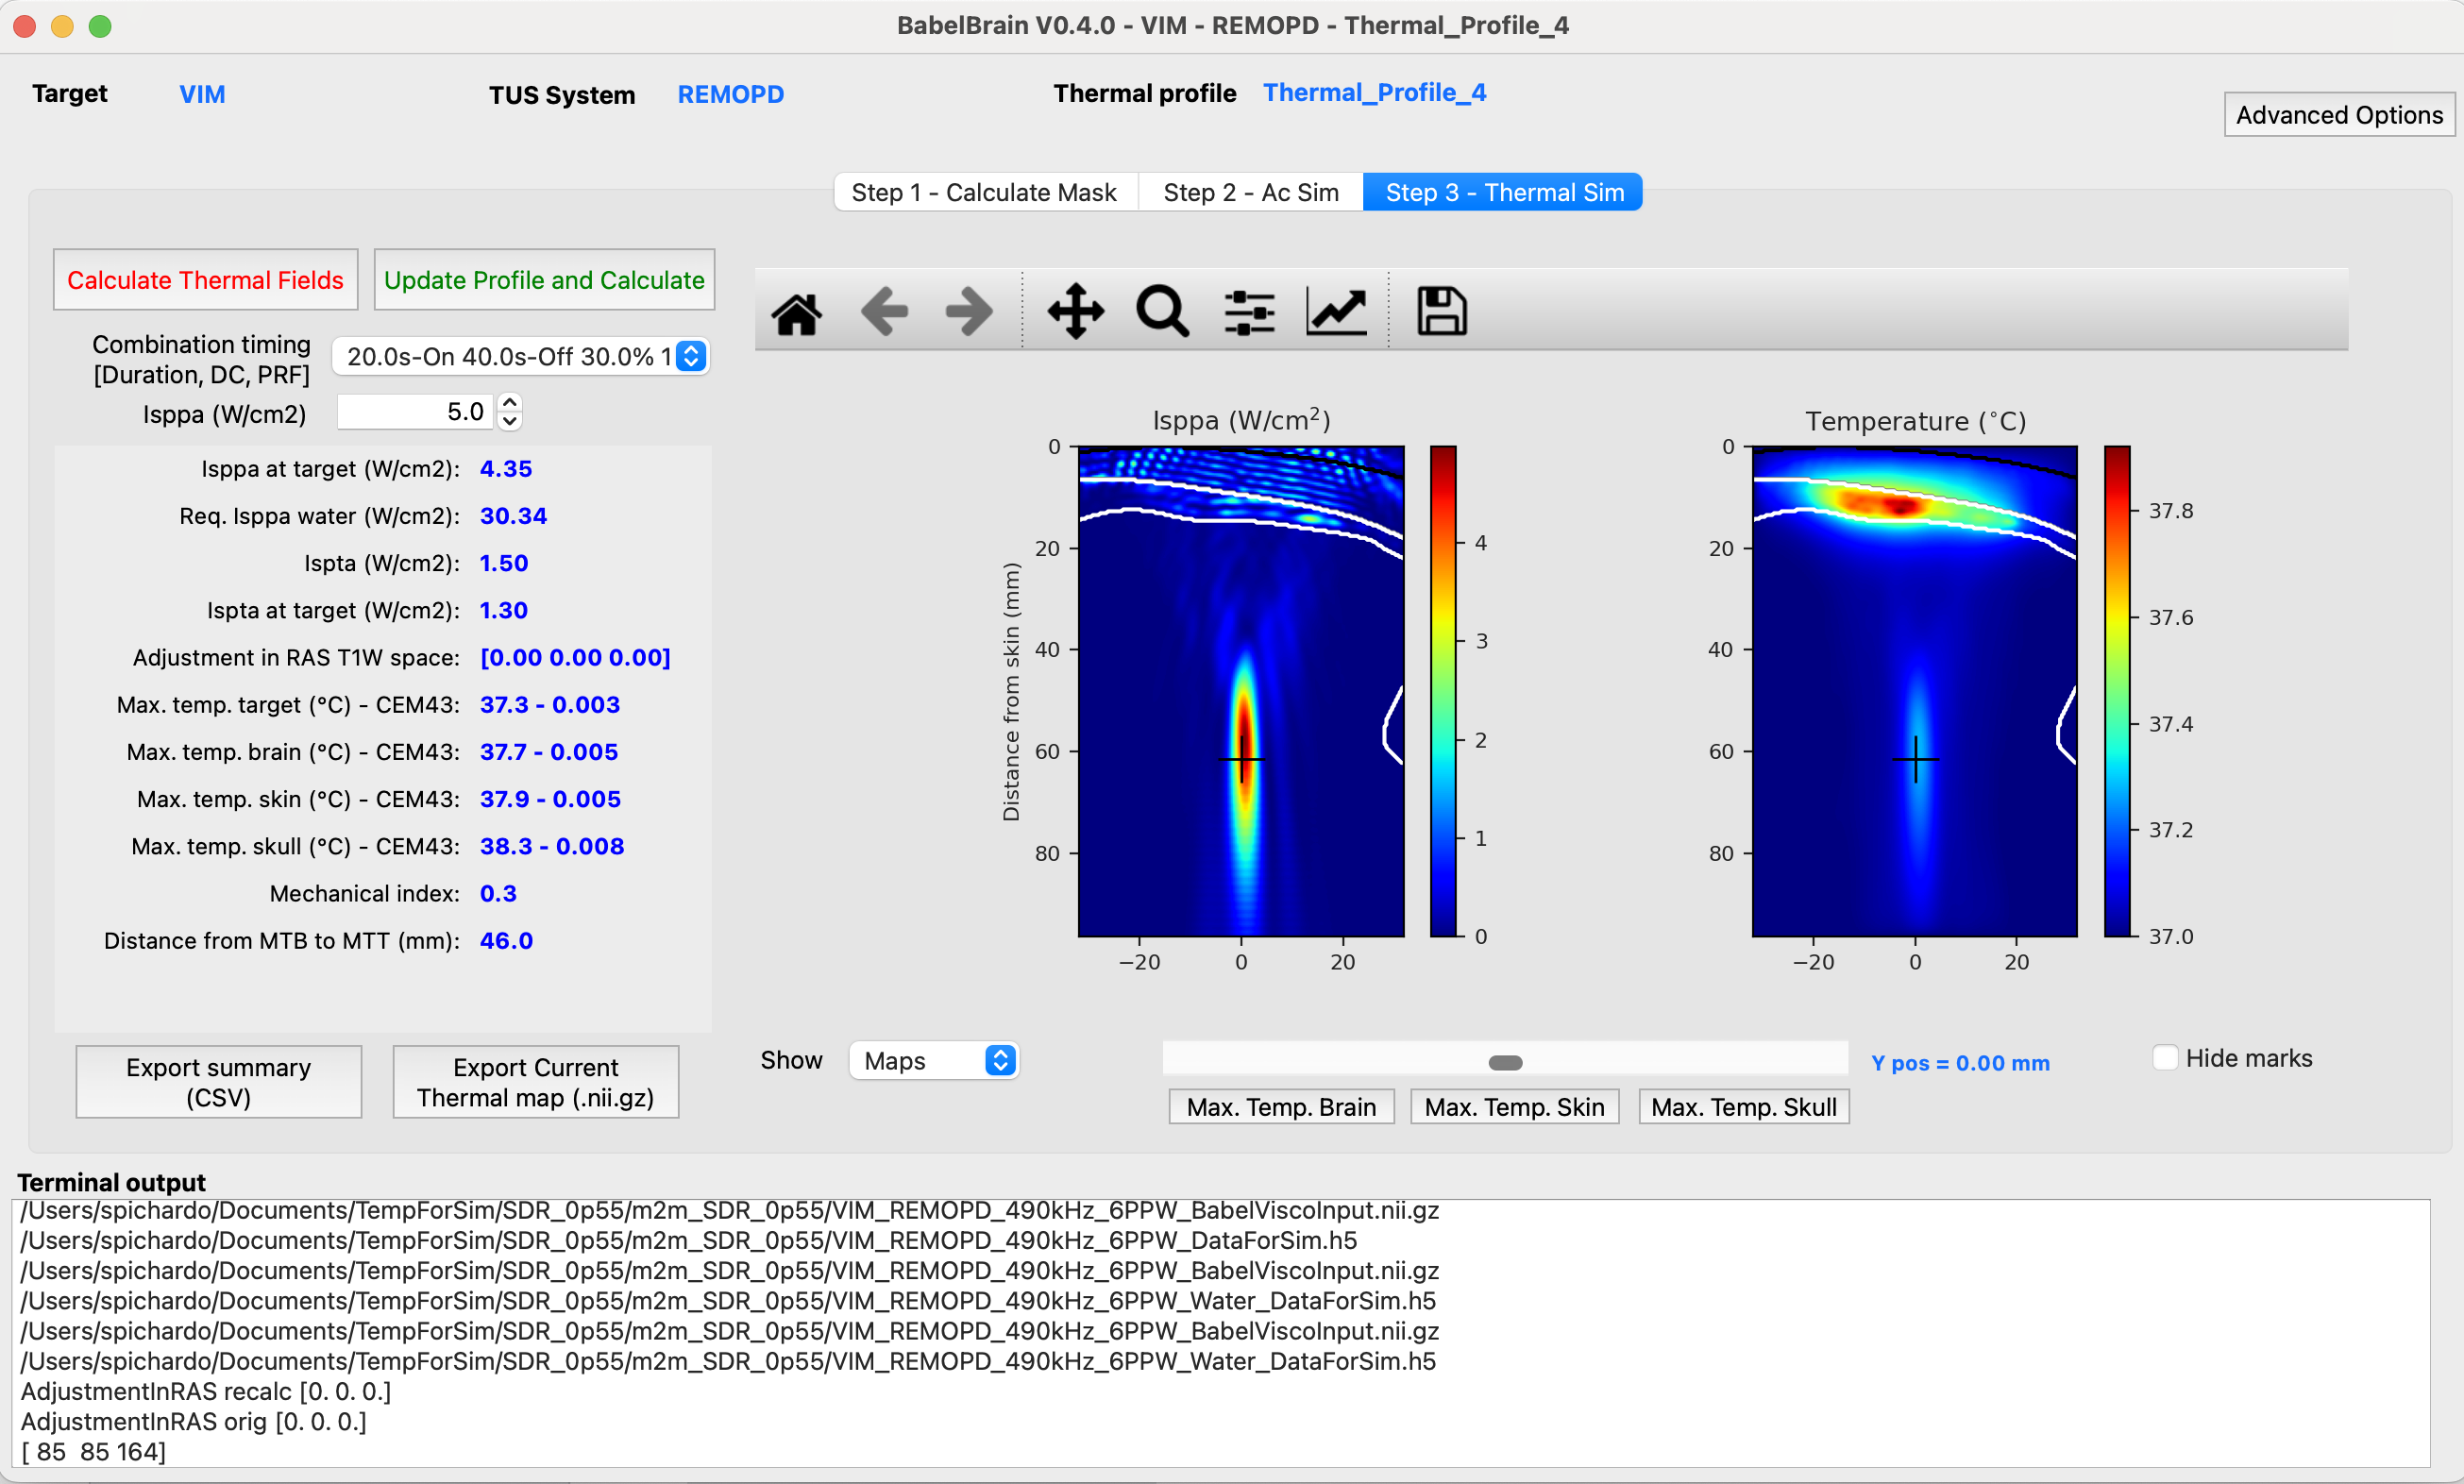 BabelBrain V0.4.0 - VIM - REMOPD - Thermal_Profile_4
Target VIM TUS System REMOPD Thermal profile Thermal_Profile_4
Advanced Options
Step 1 - Calculate Mask Step 2 - Ac Sim Step 3 - Thermal Sim
Calculate Thermal Fields Update Profile and Calculate
Combination timing
[Duration, DC, PRF]
20.0s-On 40.0s-Off 30.0% 1
Isppa (W/cm2) 5.0
Isppa at target (W/cm2): 4.35
Req. Isppa water (W/cm2): 30.34
Ispta (W/cm2): 1.50
Ispta at target (W/cm2): 1.30
Adjustment in RAS T1W space: [0.00 0.00 0.00]
Max. temp. target (°C) - CEM43: 37.3 - 0.003
Max. temp. brain (°C) - CEM43: 37.7 - 0.005
Max. temp. skin (°C) - CEM43: 37.9 - 0.005
Max. temp. skull (°C) - CEM43: 38.3 - 0.008
Mechanical index: 0.3
Distance from MTB to MTT (mm): 46.0
Export summary
(CSV)
Export Current
Thermal map (.nii.gz)
Isppa (W/cm²)
Distance from skin (mm)
0
20
40
60
80
−20 0 20
4
3
2
1
0
Temperature (°C)
0
20
40
60
80
−20 0 20
37.8
37.6
37.4
37.2
37.0
Show Maps
Y pos = 0.00 mm
Hide marks
Max. Temp. Brain Max. Temp. Skin Max. Temp. Skull
Terminal output
/Users/spichardo/Documents/TempForSim/SDR_0p55/m2m_SDR_0p55/VIM_REMOPD_490kHz_6PPW_BabelViscoInput.nii.gz
/Users/spichardo/Documents/TempForSim/SDR_0p55/m2m_SDR_0p55/VIM_REMOPD_490kHz_6PPW_DataForSim.h5
/Users/spichardo/Documents/TempForSim/SDR_0p55/m2m_SDR_0p55/VIM_REMOPD_490kHz_6PPW_BabelViscoInput.nii.gz
/Users/spichardo/Documents/TempForSim/SDR_0p55/m2m_SDR_0p55/VIM_REMOPD_490kHz_6PPW_Water_DataForSim.h5
/Users/spichardo/Documents/TempForSim/SDR_0p55/m2m_SDR_0p55/VIM_REMOPD_490kHz_6PPW_BabelViscoInput.nii.gz
/Users/spichardo/Documents/TempForSim/SDR_0p55/m2m_SDR_0p55/VIM_REMOPD_490kHz_6PPW_Water_DataForSim.h5
AdjustmentInRAS recalc [0. 0. 0.]
AdjustmentInRAS orig [0. 0. 0.]
[ 85  85 164]